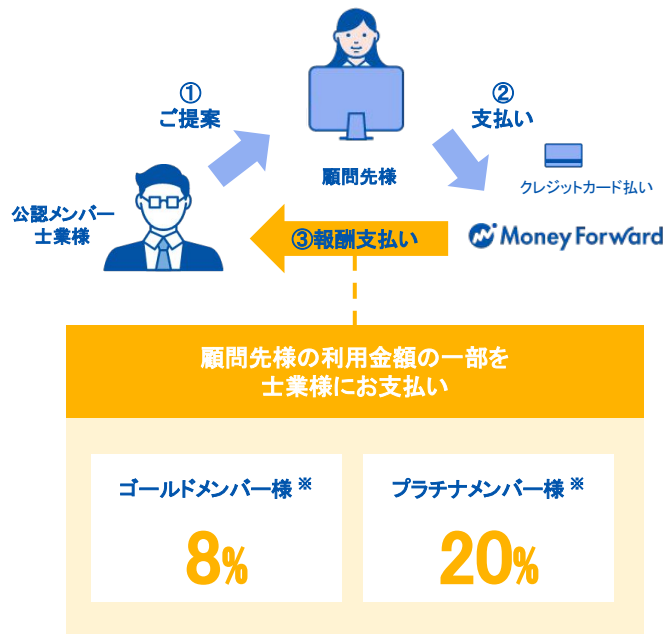 ①
ご提案
②
支払い
顧問先様
クレジットカード払い
公認メンバー
士業様
③報酬支払い
Money Forward
顧問先様の利用金額の一部を
士業様にお支払い
ゴールドメンバー様※
8%
プラチナメンバー様※
20%